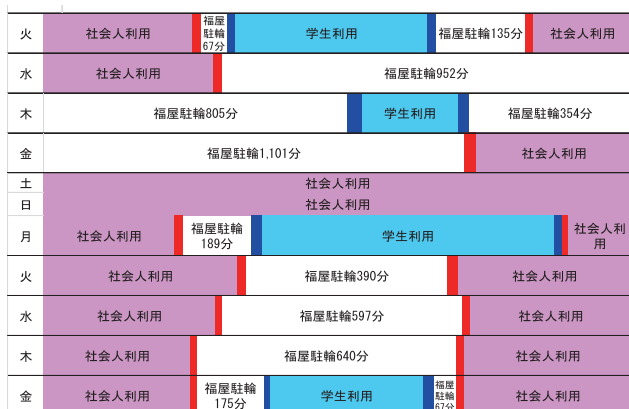 火 社会人利用 福屋駐輪67分 学生利用 福屋駐輪135分 社会人利用
水 社会人利用 福屋駐輪952分
木 福屋駐輪805分 学生利用 福屋駐輪354分
金 福屋駐輪1,101分 社会人利用
土 社会人利用
日 社会人利用
月 社会人利用 福屋駐輪189分 学生利用 社会人利用
火 社会人利用 福屋駐輪390分 社会人利用
水 社会人利用 福屋駐輪597分 社会人利用
木 社会人利用 福屋駐輪640分 社会人利用
金 社会人利用 福屋駐輪175分 学生利用 福屋駐輪67分 社会人利用